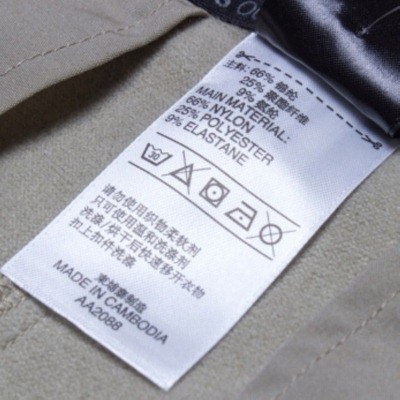 主料: 66% 锦纶
25% 聚酯纤维
9% 氨纶
MAIN MATERIAL:
66% NYLON
25% POLYESTER
9% ELASTANE
30
请勿使用织物柔软剂
只可使用温和洗涤剂
洗涤/烘干后快速移开衣物
扣上扣件洗涤
柬埔寨制造
MADE IN CAMBODIA
AA2088